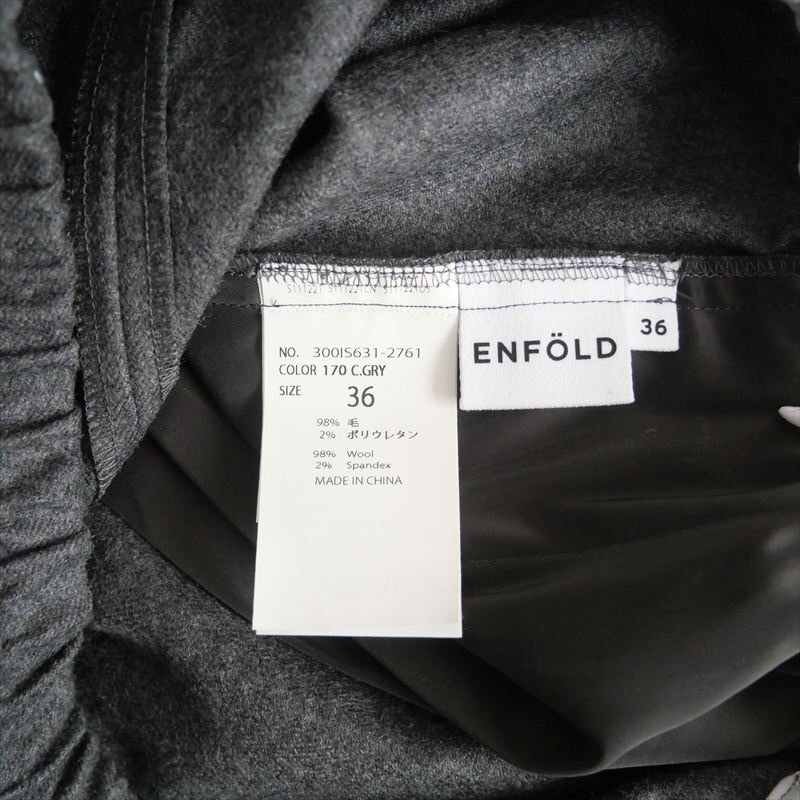 NO. 300IS631-2761
COLOR 170 C.GRY
SIZE 36
98% 毛
2% ポリウレタン
98% Wool
2% Spandex
MADE IN CHINA
ENFÖLD
36